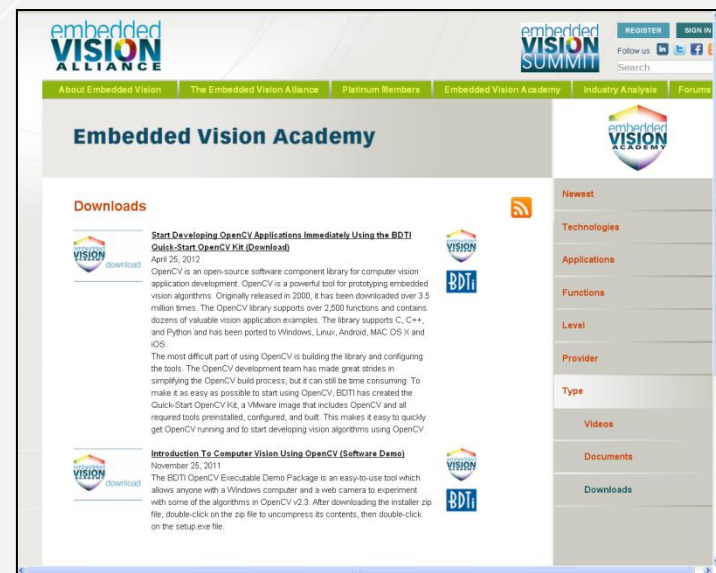 embedded
VISION
ALLIANCE
embedded
VISION
SUMMIT
REGISTER
SIGN IN
Follow us
Search
About Embedded Vision
The Embedded Vision Alliance
Platinum Members
Embedded Vision Academy
Industry Analysis
Forums
Embedded Vision Academy
embedded
VISION
ACADEMY
Downloads
embedded
VISION
ACADEMY
download
Start Developing OpenCV Applications Immediately Using the BDTI
Quick-Start OpenCV Kit (Download)
April 25, 2012
OpenCV is an open-source software component library for computer vision
application development. OpenCV is a powerful tool for prototyping embedded
vision algorithms. Originally released in 2000, it has been downloaded over 3.5
million times. The OpenCV library supports over 2,500 functions and contains
dozens of valuable vision application examples. The library supports C, C++,
and Python and has been ported to Windows, Linux, Android, MAC OS X and
iOS.
The most difficult part of using OpenCV is building the library and configuring
the tools. The OpenCV development team has made great strides in
simplifying the OpenCV build process, but it can still be time consuming. To
make it as easy as possible to start using OpenCV, BDTI has created the
Quick-Start OpenCV Kit, a VMware image that includes OpenCV and all
required tools preinstalled, configured, and built. This makes it easy to quickly
get OpenCV running and to start developing vision algorithms using OpenCV.
embedded
VISION
BDTi
embedded
VISION
ACADEMY
download
Introduction To Computer Vision Using OpenCV (Software Demo)
November 25, 2011
The BDTI OpenCV Executable Demo Package is an easy-to-use tool which
allows anyone with a Windows computer and a web camera to experiment
with some of the algorithms in OpenCV v2.3. After downloading the installer zip
file, double-click on the zip file to uncompress its contents, then double-click
on the setup.exe file.
embedded
VISION
BDTi
Newest
Technologies
Applications
Functions
Level
Provider
Type
Videos
Documents
Downloads